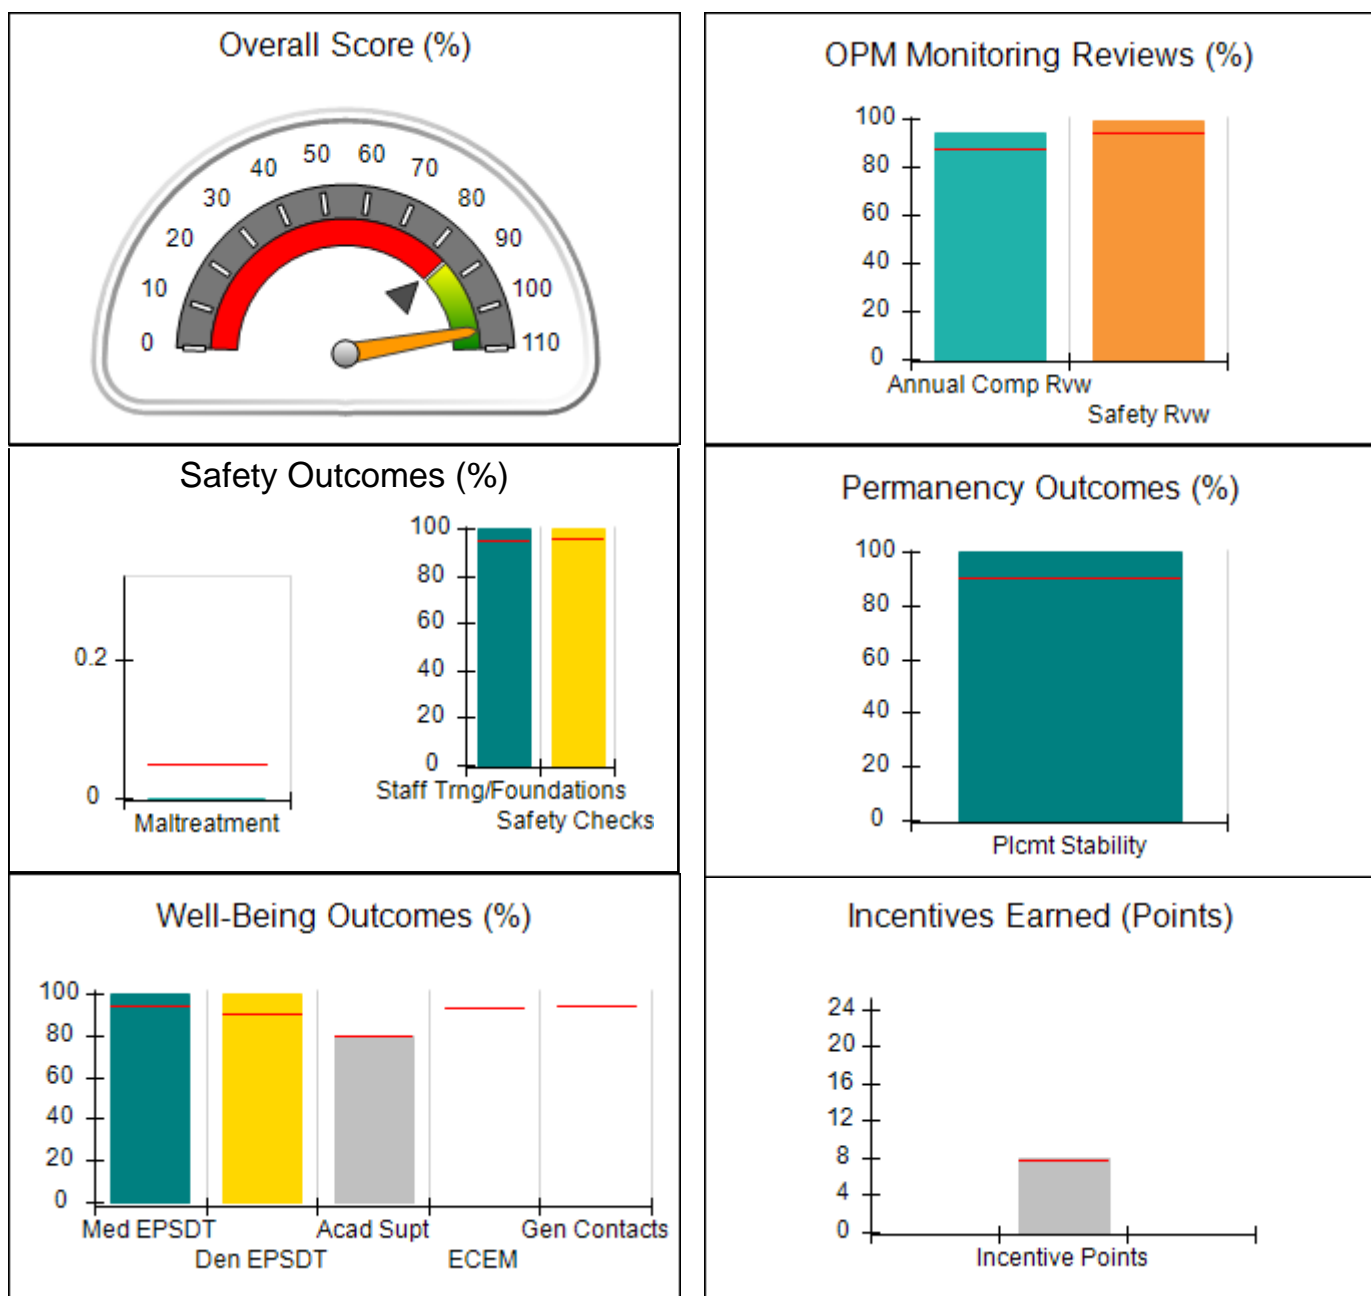 Overall Score (%)
0
10
20
30
40
50
60
70
80
90
100
110
OPM Monitoring Reviews (%)
100
80
60
40
20
0
Annual Comp Rvw
Safety Rvw
Safety Outcomes (%)
0.2
0
Maltreatment
100
80
60
40
20
0
Staff Trng/Foundations
Safety Checks
Permanency Outcomes (%)
100
80
60
40
20
0
Plcmt Stability
Well-Being Outcomes (%)
100
80
60
40
20
0
Med EPSDT
Den EPSDT
Acad Supt
ECEM
Gen Contacts
Incentives Earned (Points)
24
20
16
12
8
4
0
Incentive Points